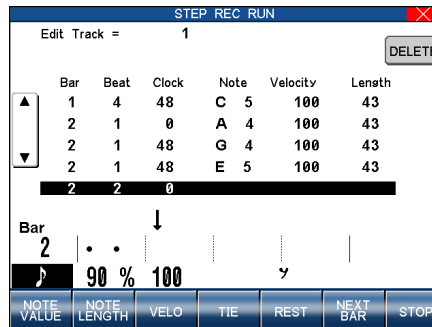 STEP REC RUN
Edit Track = 1
DELETE
Bar Beat Clock Note Velocity Length
1 4 48 C 5 100 43
2 1 0 A 4 100 43
2 1 48 G 4 100 43
2 1 48 E 5 100 43
2 2 0
Bar
2
90 % 100
NOTE VALUE NOTE LENGTH VELO TIE REST NEXT BAR STOP